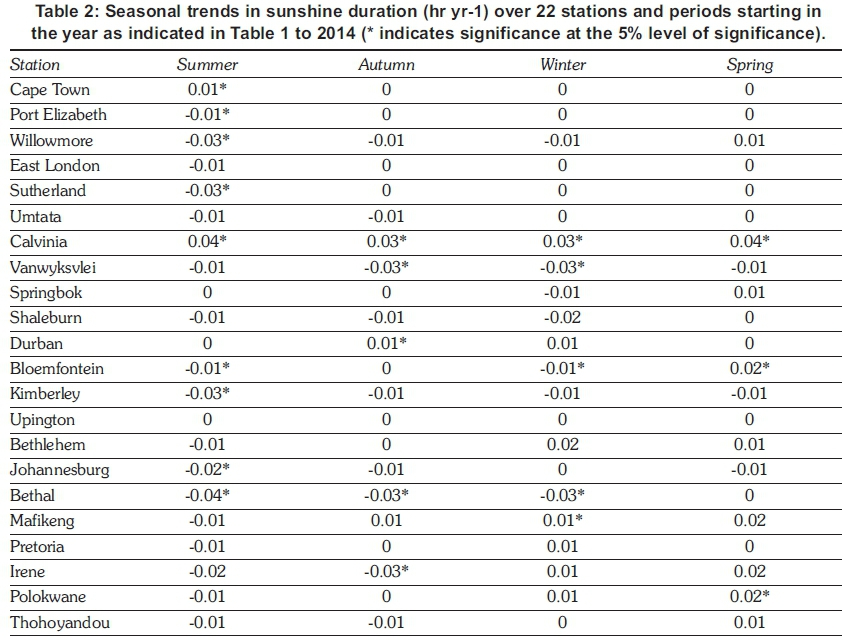 Table 2: Seasonal trends in sunshine duration (hr yr-1) over 22 stations and periods starting in
the year as indicated in Table 1 to 2014 (* indicates significance at the 5% level of significance).
Station Summer Autumn Winter Spring
Cape Town 0.01* 0 0 0
Port Elizabeth -0.01* 0 0 0
Willowmore -0.03* -0.01 -0.01 0.01
East London -0.01 0 0 0
Sutherland -0.03* 0 0 0
Umtata -0.01 -0.01 0 0
Calvinia 0.04* 0.03* 0.03* 0.04*
Vanwyksvlei -0.01 -0.03* -0.03* -0.01
Springbok 0 0 -0.01 0.01
Shaleburn -0.01 -0.01 -0.02 0
Durban 0 0.01* 0.01 0
Bloemfontein -0.01* 0 -0.01* 0.02*
Kimberley -0.03* -0.01 -0.01 -0.01
Upington 0 0 0 0
Bethlehem -0.01 0 0.02 0.01
Johannesburg -0.02* -0.01 0 -0.01
Bethal -0.04* -0.03* -0.03* 0
Mafikeng -0.01 0.01 0.01* 0.02
Pretoria -0.01 0 0.01 0
Irene -0.02 -0.03* 0.01 0.02
Polokwane -0.01 0 0.01 0.02*
Thohoyandou -0.01 -0.01 0 0.01